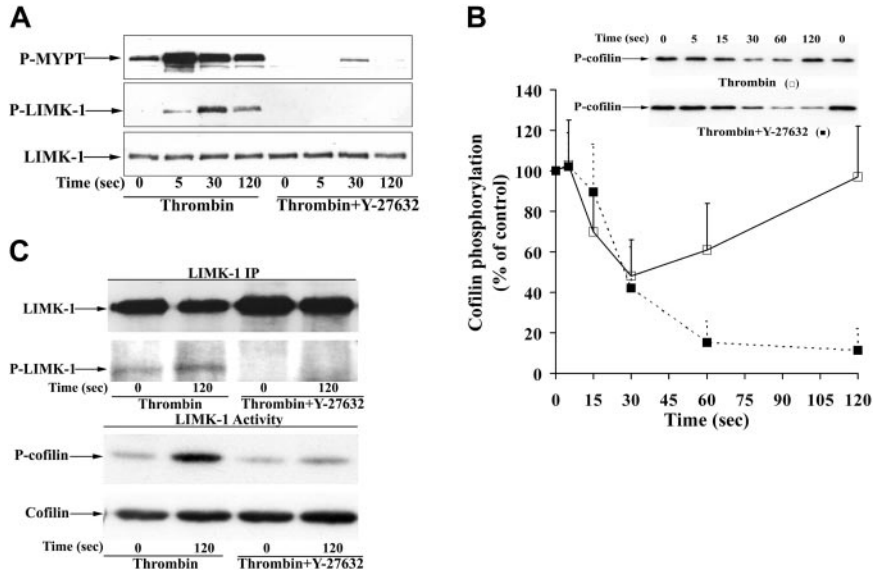 A
P-MYPT
P-LIMK-1
LIMK-1
Time (sec) 0 5 30 120 0 5 30 120
Thrombin Thrombin+Y-27632
B
Time (sec) 0 5 15 30 60 120 0
P-cofilin
Thrombin (□)
P-cofilin
Thrombin+Y-27632 (■)
Cofilin phosphorylation
(% of control)
140
120
100
80
60
40
20
0
0 15 30 45 60 75 90 105 120
Time (sec)
C
LIMK-1 IP
LIMK-1
P-LIMK-1
Time (sec) 0 120 0 120
Thrombin Thrombin+Y-27632
LIMK-1 Activity
P-cofilin
Cofilin
Time (sec) 0 120 0 120
Thrombin Thrombin+Y-27632